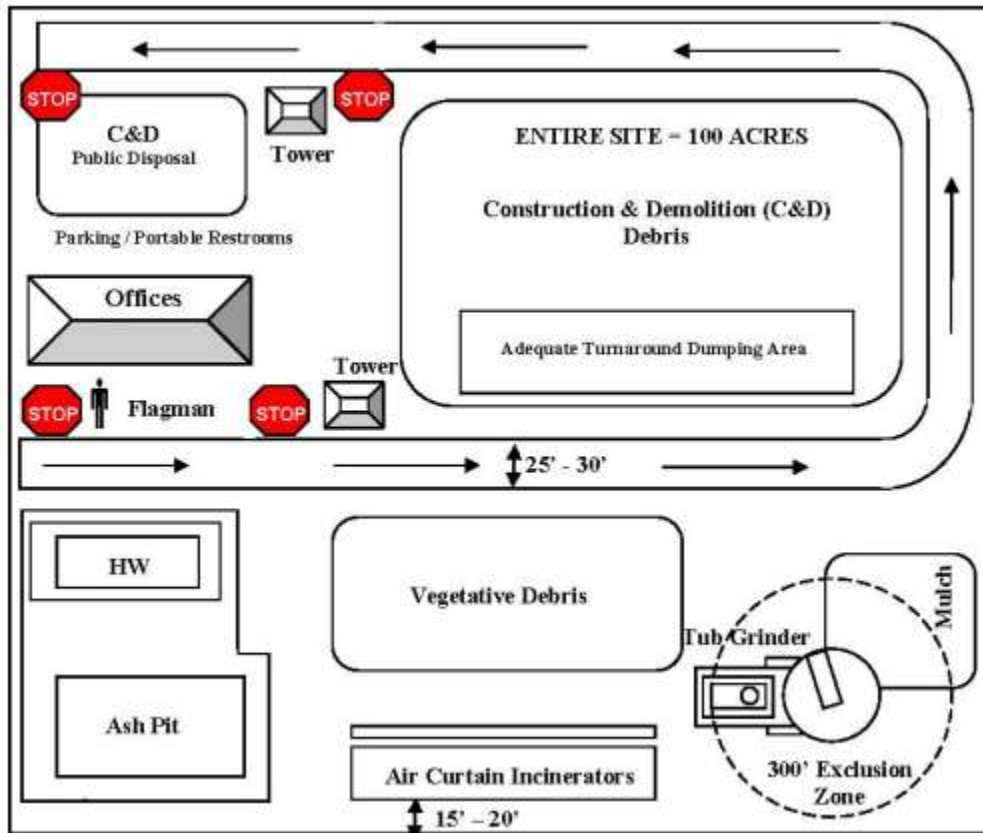 STOP
C&D
Public Disposal
Tower
STOP
ENTIRE SITE = 100 ACRES
Construction & Demolition (C&D)
Debris
Parking / Portable Restrooms
Offices
Adequate Turnaround Dumping Area
Tower
STOP
Flagman
STOP
25' - 30'
HW
Vegetative Debris
Mulch
Tub Grinder
Ash Pit
Air Curtain Incinerators
300' Exclusion
Zone
15' – 20'